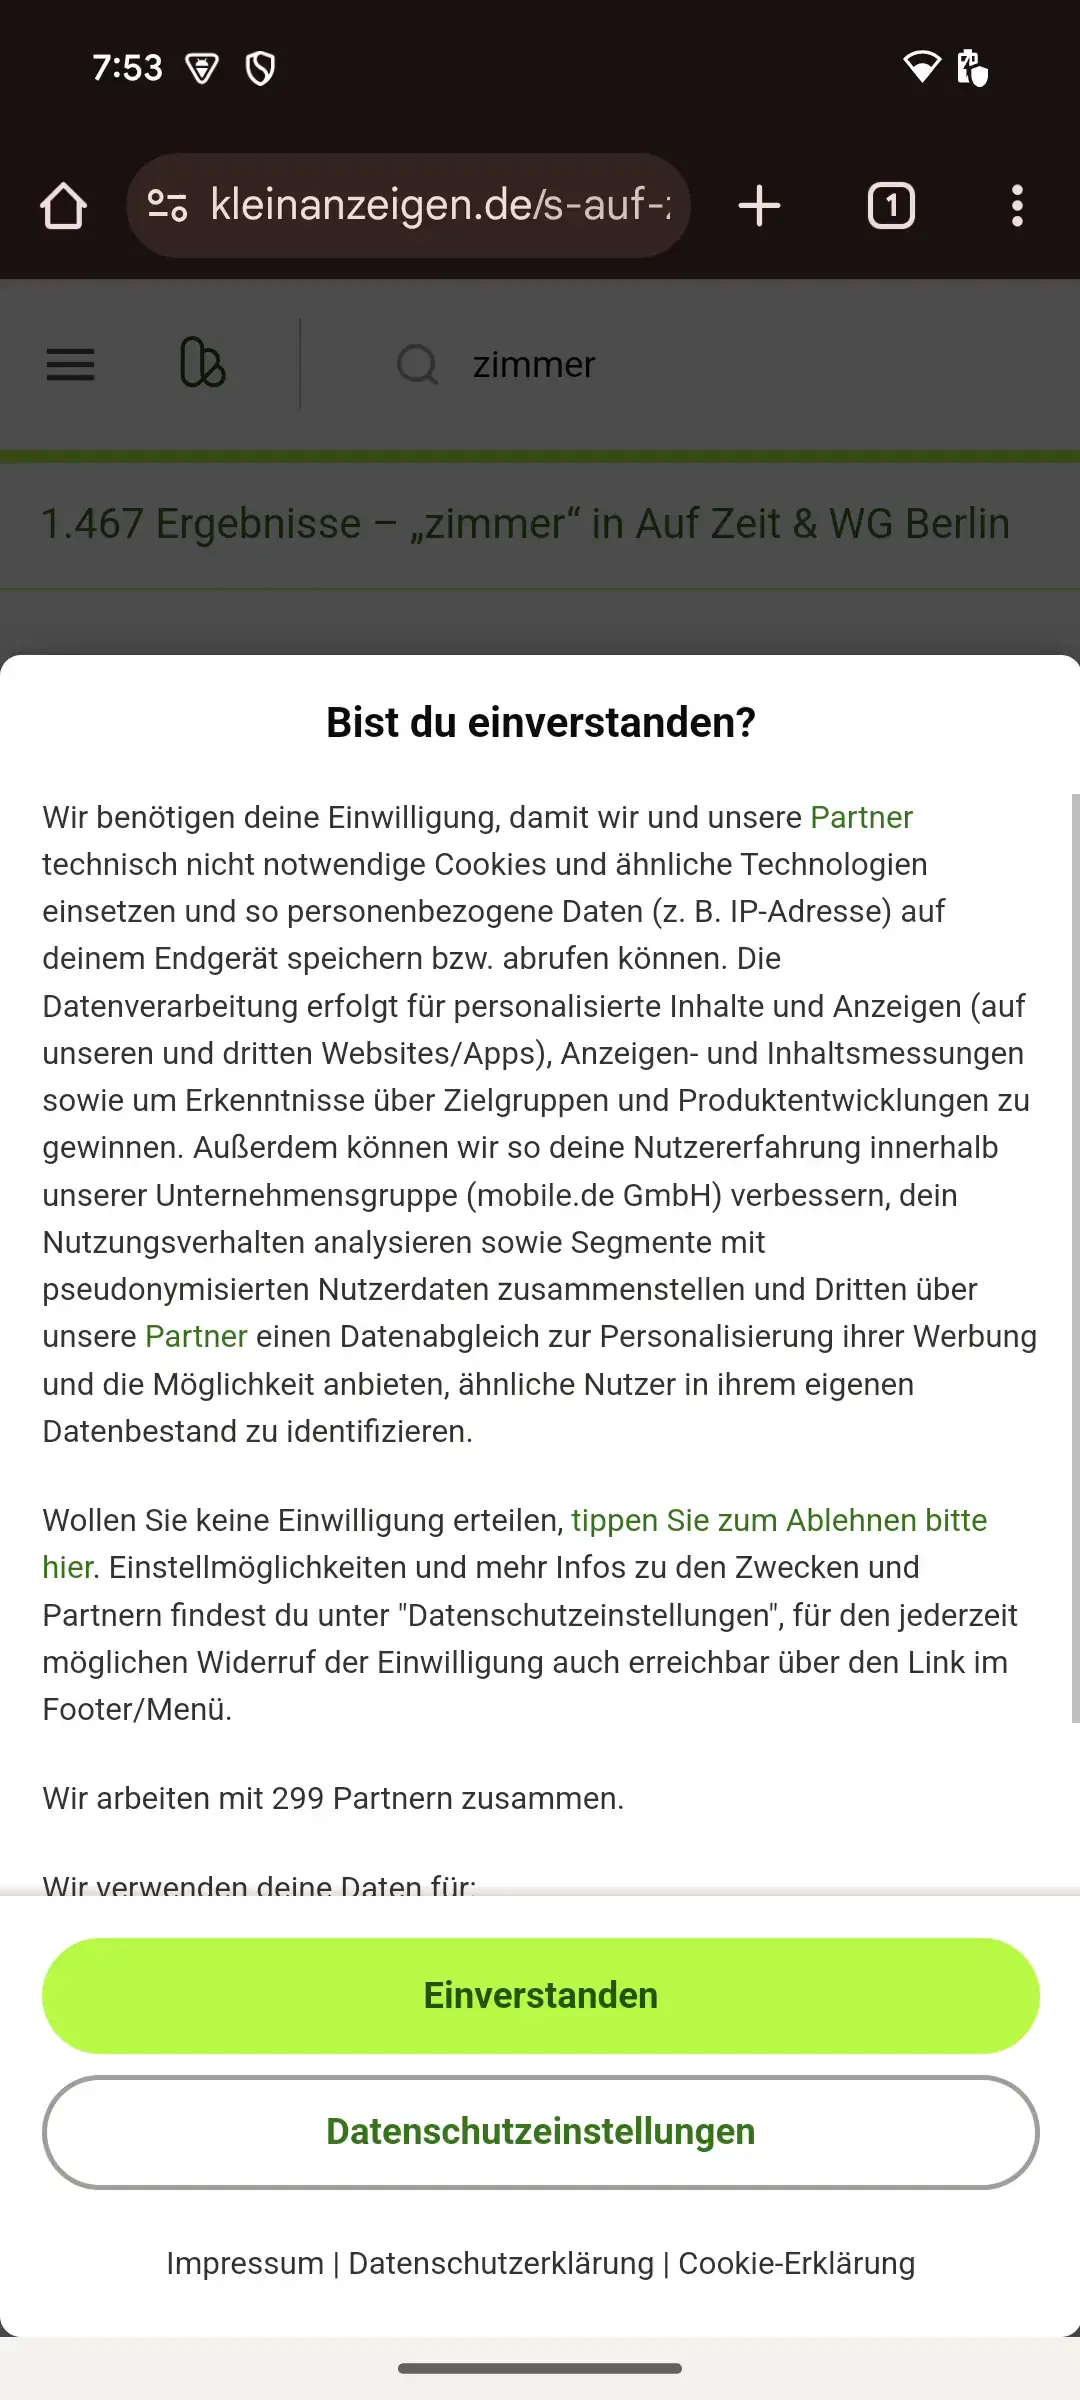 7:53
kleinanzeigen.de/s-auf-
1
zimmer
1.467 Ergebnisse – „zimmer“ in Auf Zeit & WG Berlin
Bist du einverstanden?
Wir benötigen deine Einwilligung, damit wir und unsere Partner
technisch nicht notwendige Cookies und ähnliche Technologien
einsetzen und so personenbezogene Daten (z. B. IP-Adresse) auf
deinem Endgerät speichern bzw. abrufen können. Die
Datenverarbeitung erfolgt für personalisierte Inhalte und Anzeigen (auf
unseren und dritten Websites/Apps), Anzeigen- und Inhaltsmessungen
sowie um Erkenntnisse über Zielgruppen und Produktentwicklungen zu
gewinnen. Außerdem können wir so deine Nutzererfahrung innerhalb
unserer Unternehmensgruppe (mobile.de GmbH) verbessern, dein
Nutzungsverhalten analysieren sowie Segmente mit
pseudonymisierten Nutzerdaten zusammenstellen und Dritten über
unsere Partner einen Datenabgleich zur Personalisierung ihrer Werbung
und die Möglichkeit anbieten, ähnliche Nutzer in ihrem eigenen
Datenbestand zu identifizieren.
Wollen Sie keine Einwilligung erteilen, tippen Sie zum Ablehnen bitte
hier. Einstellmöglichkeiten und mehr Infos zu den Zwecken und
Partnern findest du unter "Datenschutzeinstellungen", für den jederzeit
möglichen Widerruf der Einwilligung auch erreichbar über den Link im
Footer/Menü.
Wir arbeiten mit 299 Partnern zusammen.
Wir verwenden deine Daten für:
Einverstanden
Datenschutzeinstellungen
Impressum | Datenschutzerklärung | Cookie-Erklärung